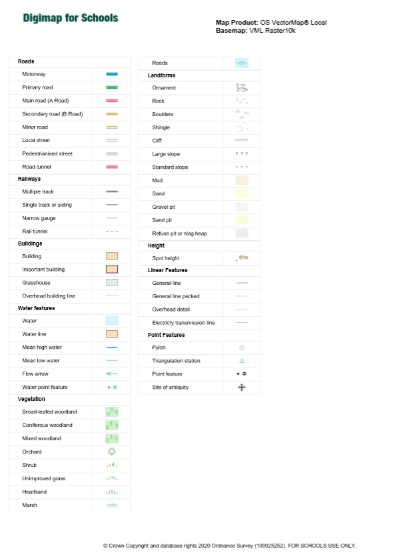 Digimap for Schools
Map Product: OS VectorMap® Local
Basemap: VML Raster10k
Roads
Motorway
Primary road
Main road (A Road)
Secondary road (B Road)
Minor road
Local street
Pedestrianised street
Road tunnel
Railways
Multiple track
Single track or siding
Narrow gauge
Rail tunnel
Buildings
Building
Important building
Glasshouse
Overhead building line
Water features
Water
Water line
Mean high water
Mean low water
Flow arrow
Water point feature
Vegetation
Broad-leafed woodland
Coniferous woodland
Mixed woodland
Orchard
Shrub
Unimproved grass
Heathland
Marsh
Reeds
Landforms
Ornament
Rock
Boulders
Shingle
Cliff
Large slope
Standard slope
Mud
Sand
Gravel pit
Sand pit
Refuse pit or slag heap
Height
Spot height
Linear Features
General line
General line pecked
Overhead detail
Electricty transmission line
Point Features
Pylon
Triangulation station
Point feature
Site of antiquity
© Crown Copyright and database rights 2020 Ordnance Survey (100025252). FOR SCHOOLS USE ONLY.